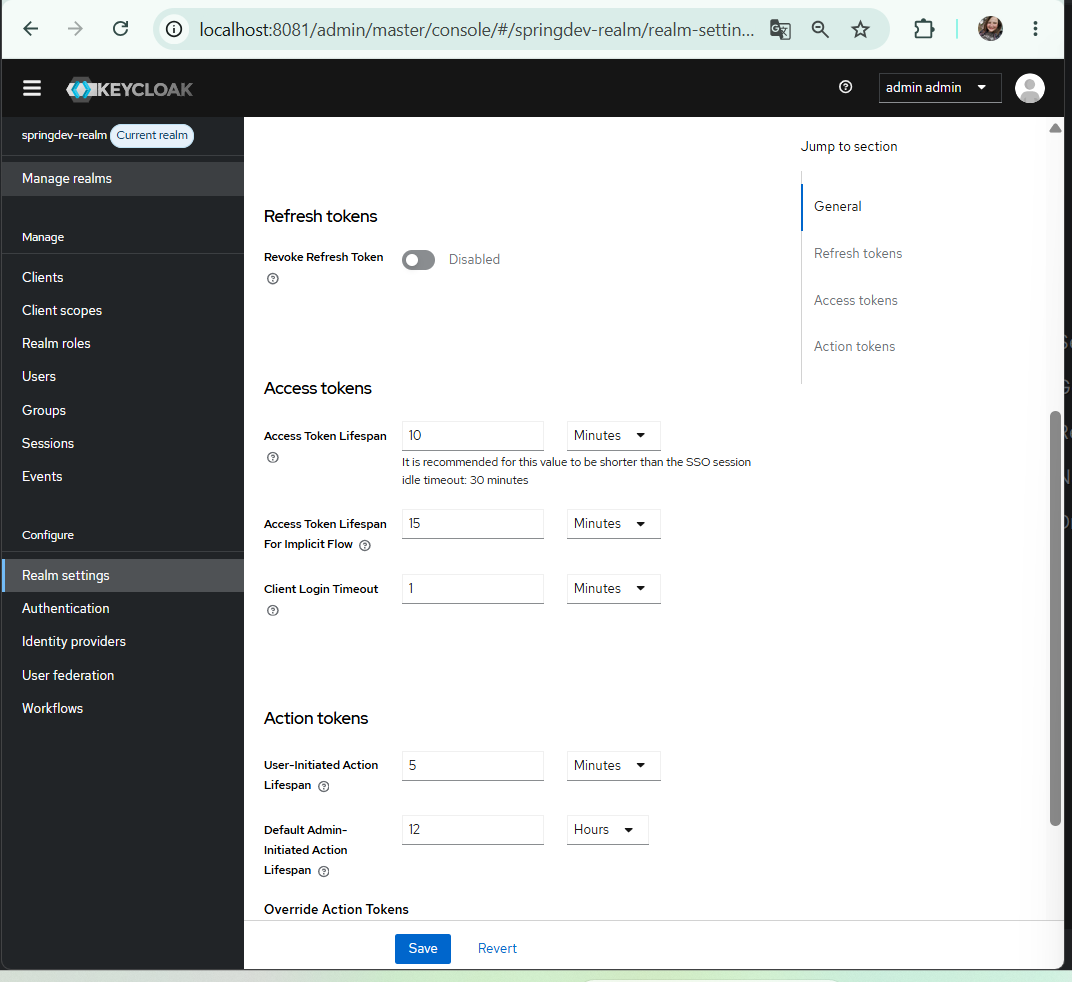 localhost:8081/admin/master/console/#/springdev-realm/realm-settin...
KEYCLOAK
admin admin
springdev-realm Current realm
Manage realms
Manage
Clients
Client scopes
Realm roles
Users
Groups
Sessions
Events
Configure
Realm settings
Authentication
Identity providers
User federation
Workflows
Jump to section
General
Refresh tokens
Access tokens
Action tokens
Refresh tokens
Revoke Refresh Token
Disabled
Access tokens
Access Token Lifespan
10 Minutes
It is recommended for this value to be shorter than the SSO session
idle timeout: 30 minutes
Access Token Lifespan
For Implicit Flow
15 Minutes
Client Login Timeout
1 Minutes
Action tokens
User-Initiated Action
Lifespan
5 Minutes
Default Admin-
Initiated Action
Lifespan
12 Hours
Override Action Tokens
Save Revert